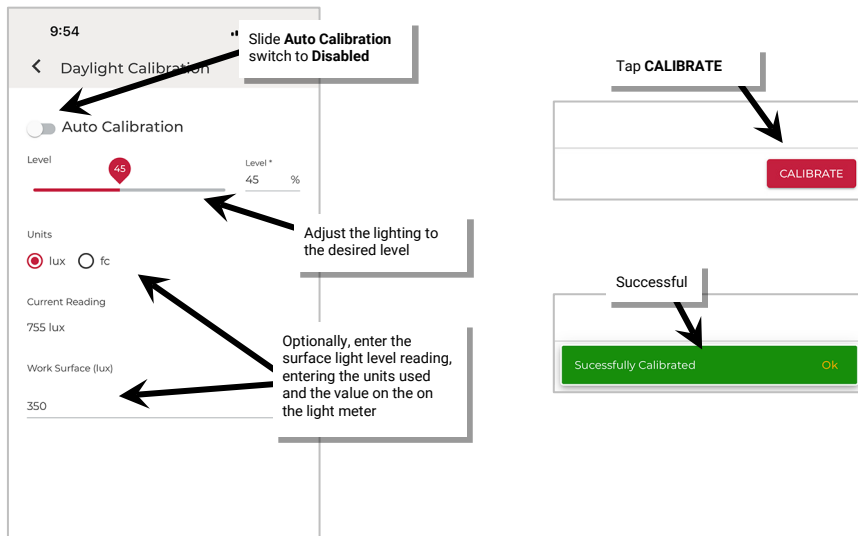 9:54
Daylight Calibration
Slide Auto Calibration
switch to Disabled
Auto Calibration
Level
45
Level *
45 %
Adjust the lighting to
the desired level
Units
lux fc
Current Reading
755 lux
Optionally, enter the
surface light level reading,
entering the units used
and the value on the on
the light meter
Work Surface (lux)
350
Tap CALIBRATE
CALIBRATE
Successful
Sucessfully Calibrated Ok